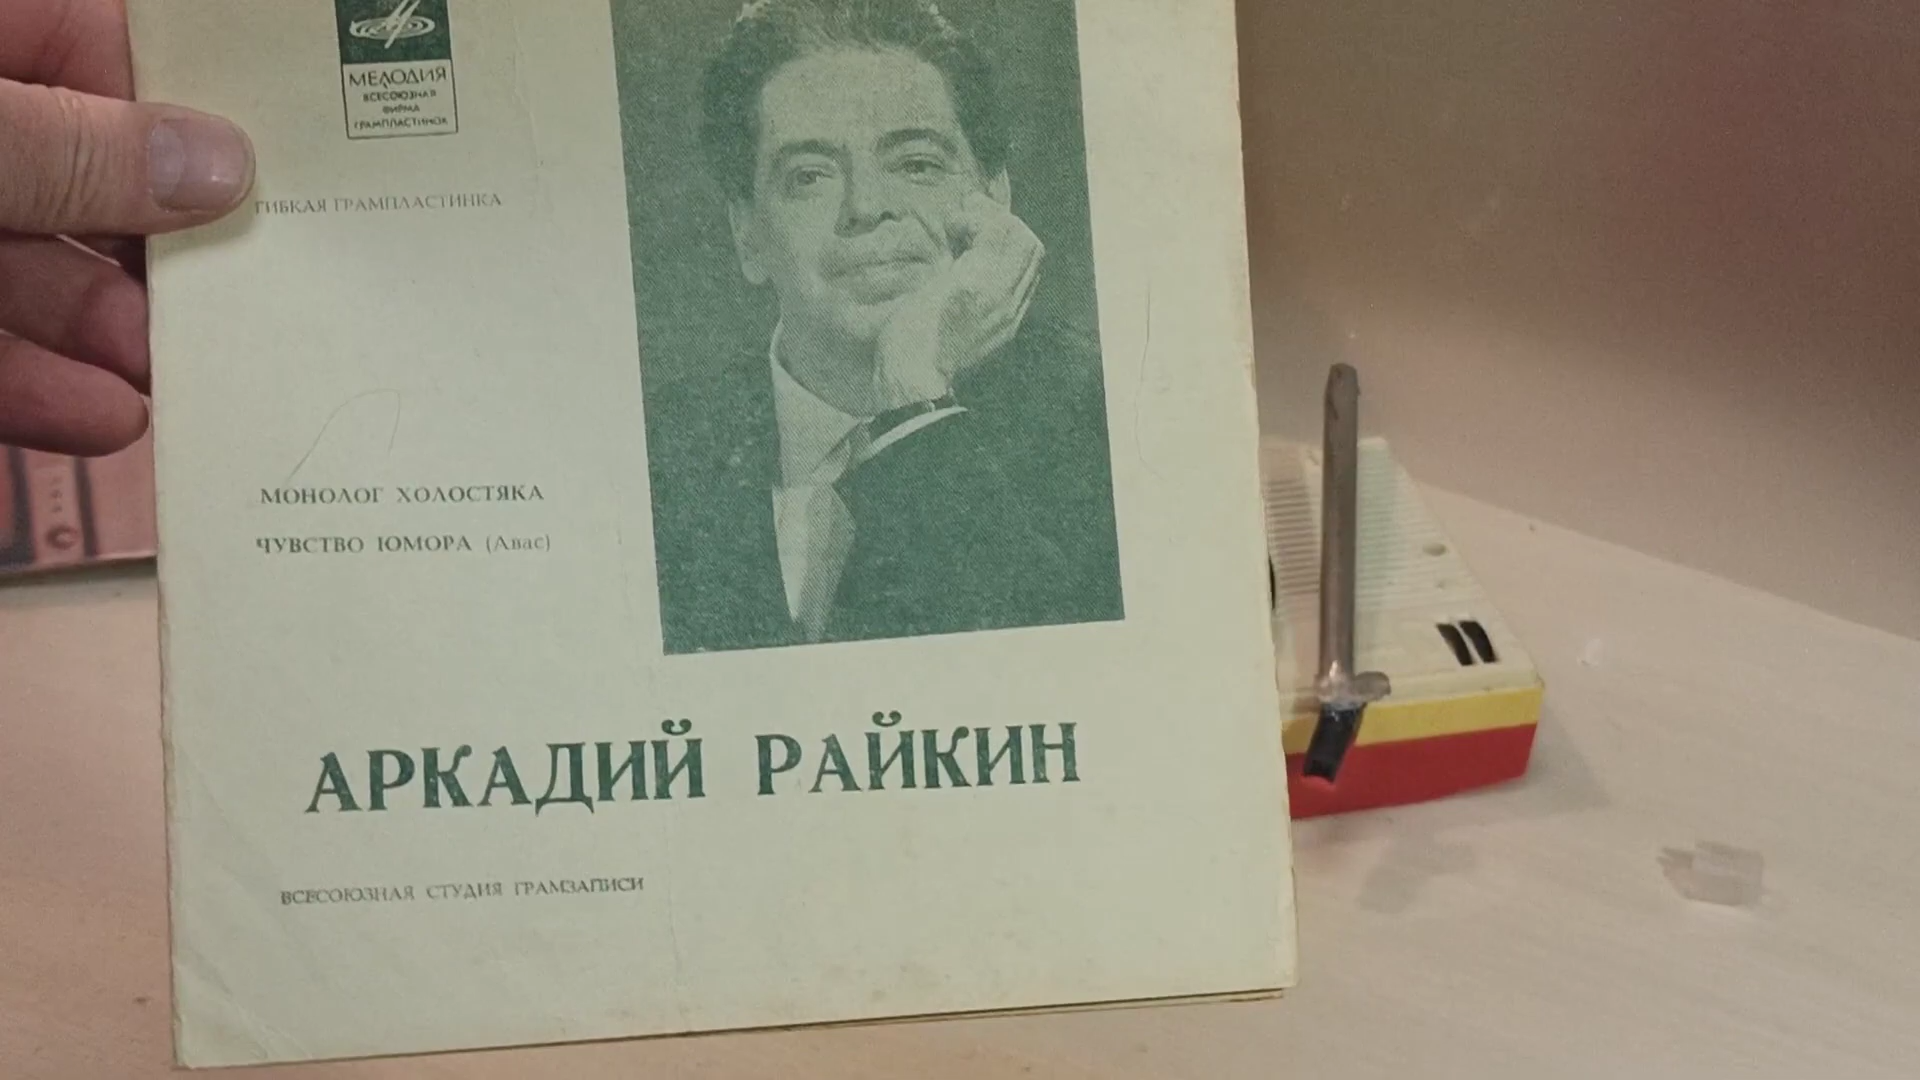 МЕЛОДИЯ
ВСЕСОЮЗНАЯ
ФИРМА
ГРАМПЛАСТИНОК
ГИБКАЯ ГРАМПЛАСТИНКА
МОНОЛОГ ХОЛОСТЯКА
ЧУВСТВО ЮМОРА (Авас)
АРКАДИЙ РАЙКИН
ВСЕСОЮЗНАЯ СТУДИЯ ГРАМЗАПИСИ